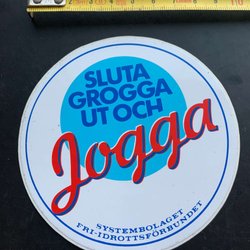 SLUTA
GROGGA
UT OCH
Jogga
SYSTEMBOLAGET
FRI-IDROTTSFÖRBUNDET